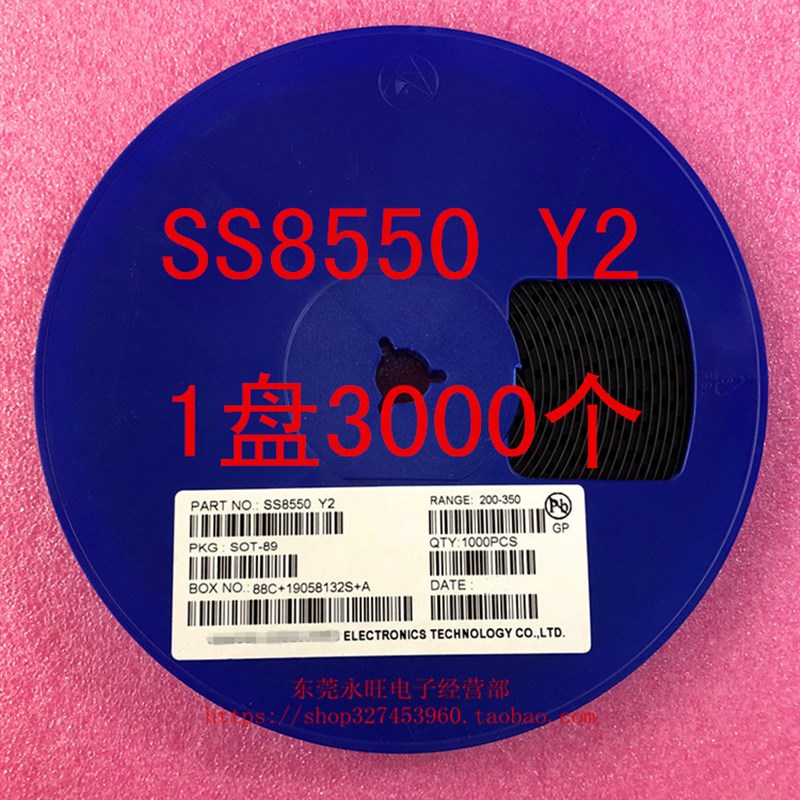 SS8550 Y2
1盘3000个
PART NO.: SS8550 Y2
RANGE: 200-350
Pb
GP
PKG : SOT-89
QTY:1000PCS
BOX NO.: 88C+19058132S+A
DATE :
ELECTRONICS TECHNOLOGY CO.,LTD.
东莞永旺电子经营部
https://shop327453960.taobao.com